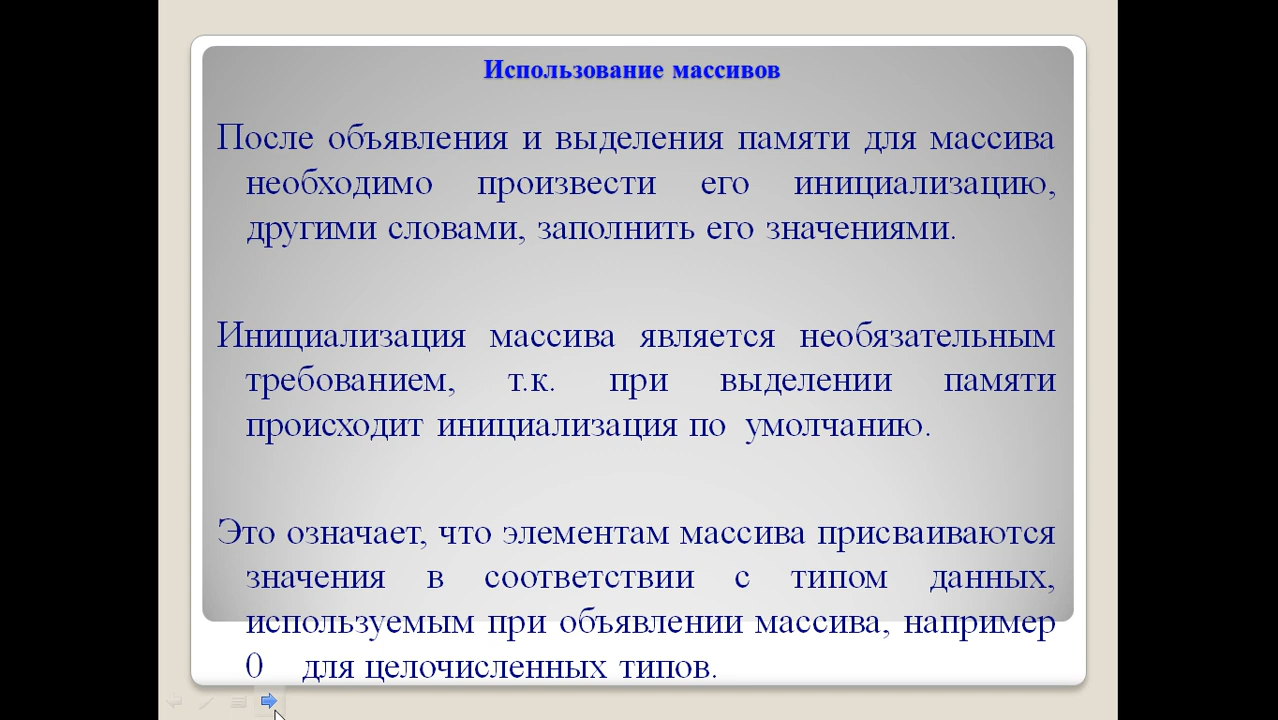 Использование массивов
После объявления и выделения памяти для массива
необходимо произвести его инициализацию,
другими словами, заполнить его значениями.
Инициализация массива является необязательным
требованием, т.к. при выделении памяти
происходит инициализация по умолчанию.
Это означает, что элементам массива присваиваются
значения в соответствии с типом данных,
используемым при объявлении массива, например
0 для целочисленных типов.